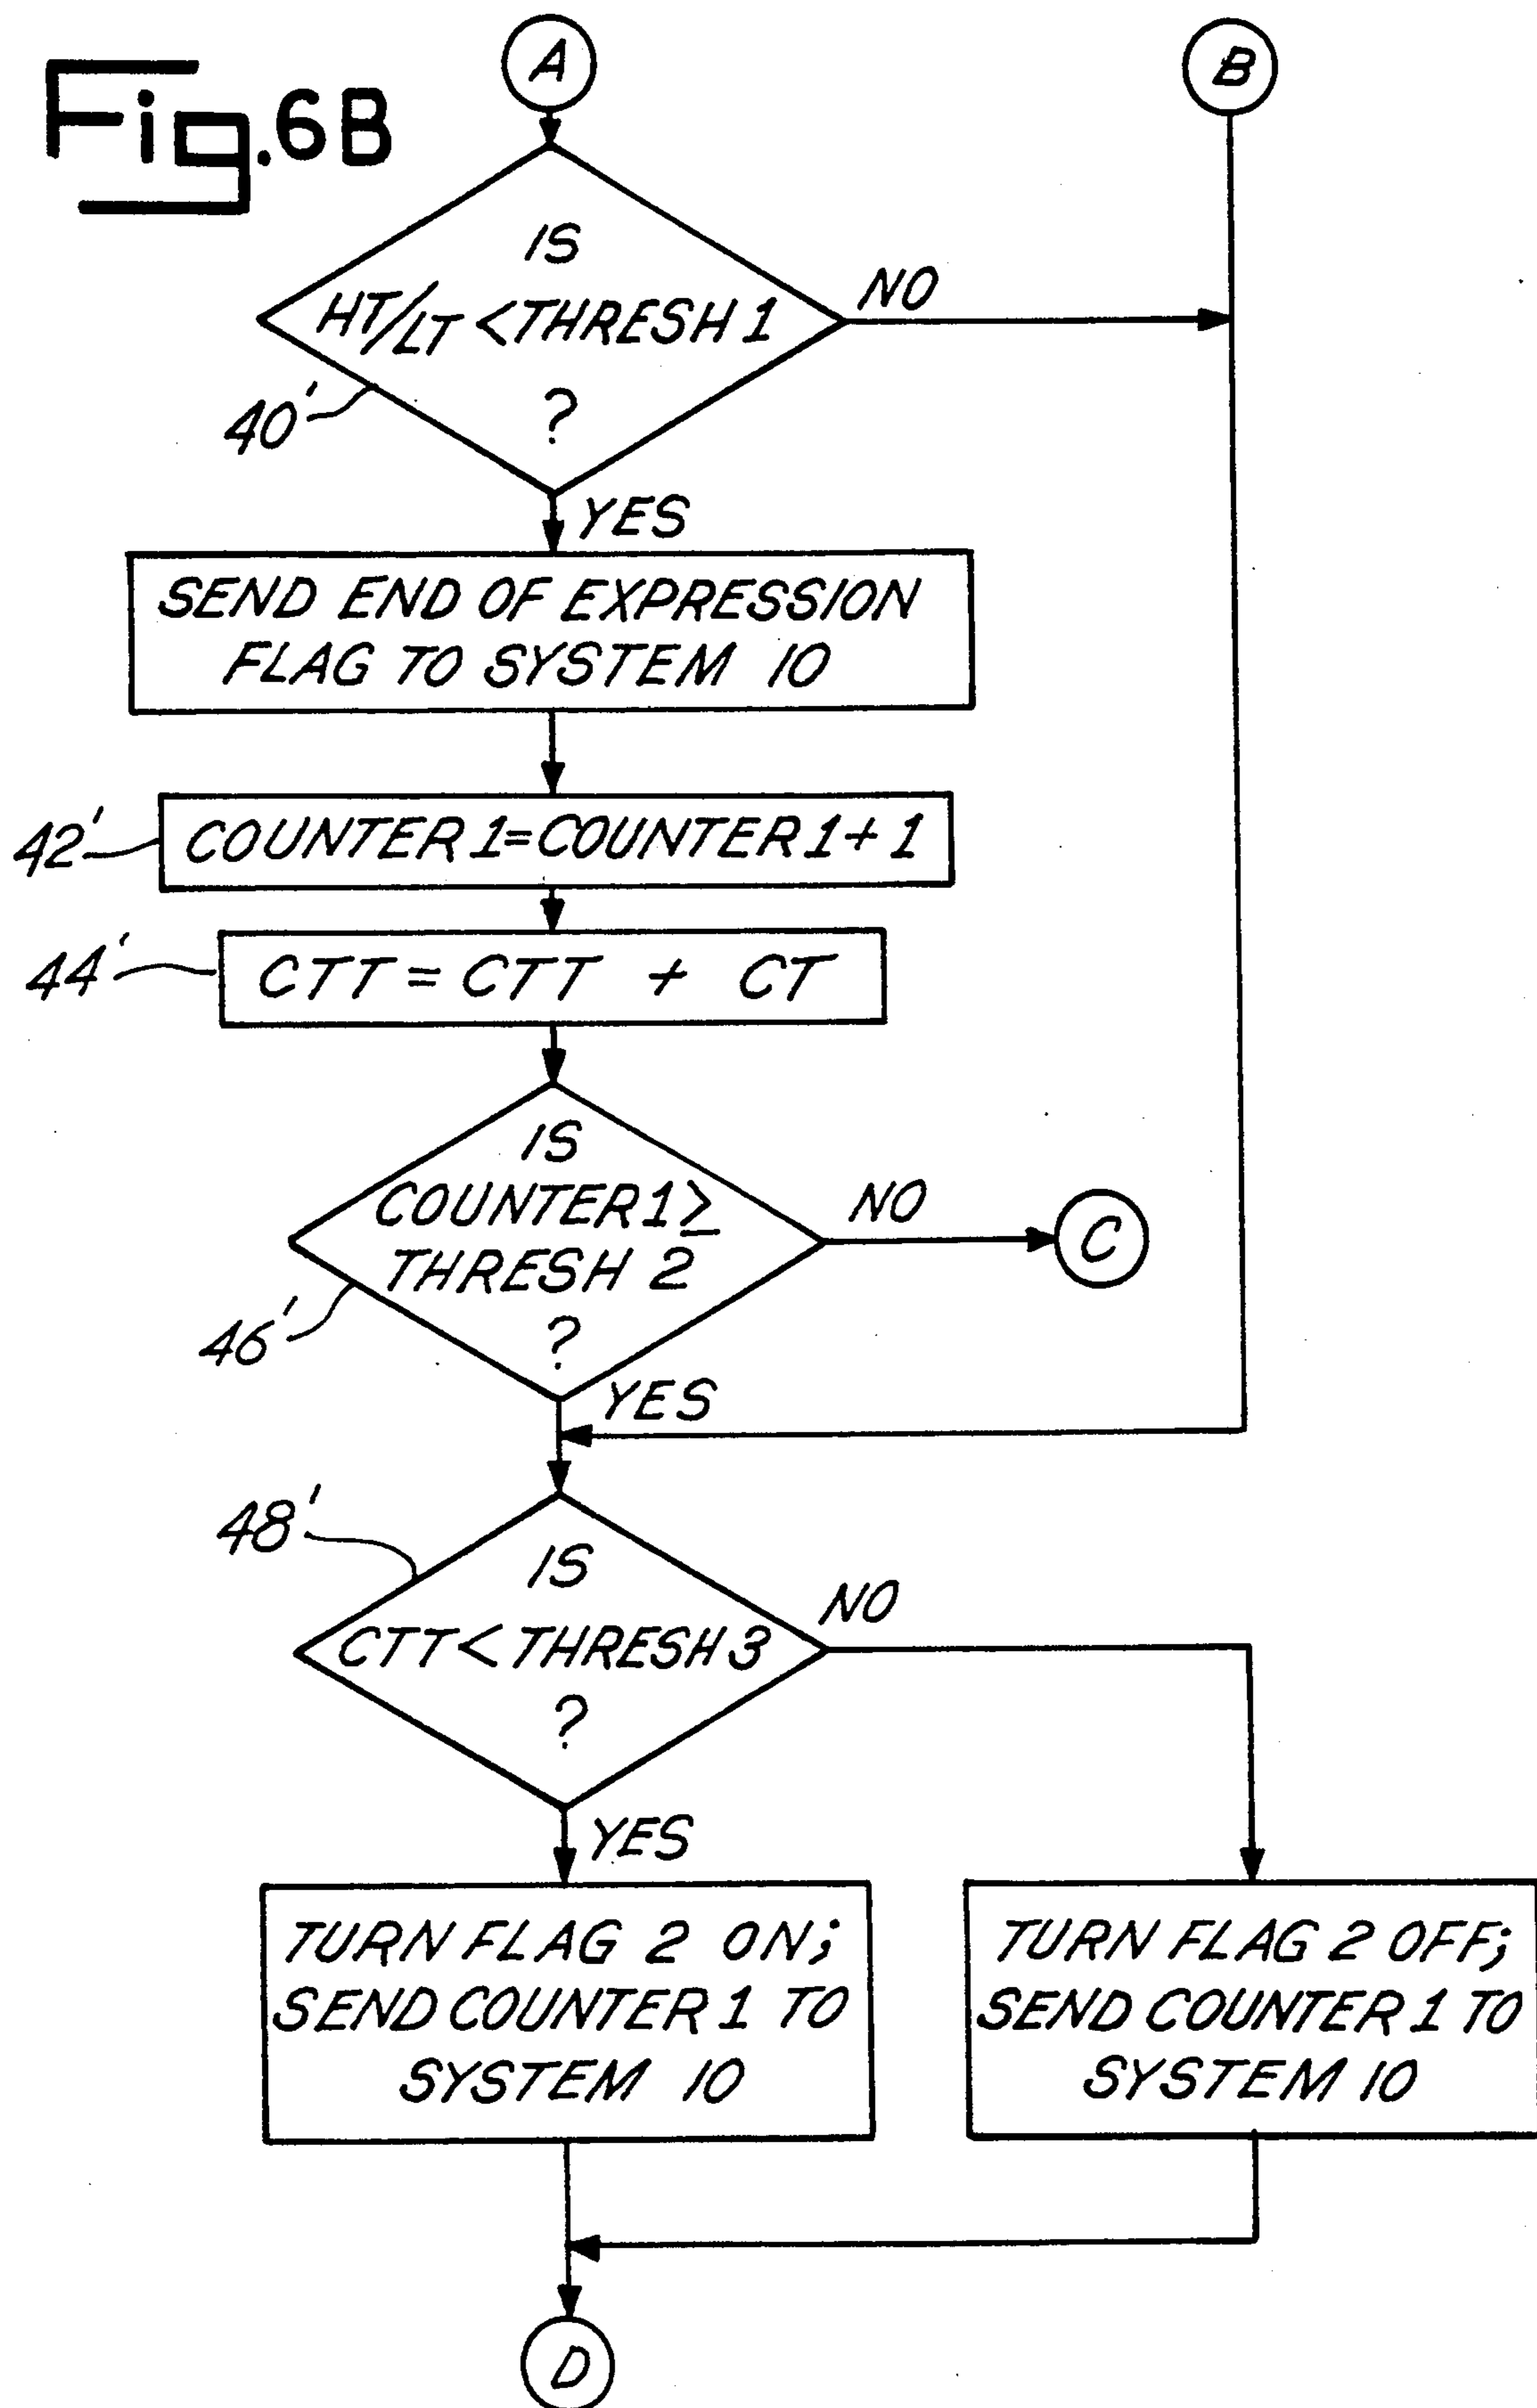 Fig. 6B
A
B
IS
HT/LT < THRESH 1
?
NO
40'
YES
SEND END OF EXPRESSION
FLAG TO SYSTEM 10
42'
COUNTER 1=COUNTER 1+1
44'
CTT = CTT + CT
IS
COUNTER 1 ≥
THRESH 2
?
NO
C
46'
YES
48'
IS
CTT < THRESH 3
?
NO
YES
TURN FLAG 2 ON;
SEND COUNTER 1 TO
SYSTEM 10
TURN FLAG 2 OFF;
SEND COUNTER 1 TO
SYSTEM 10
D